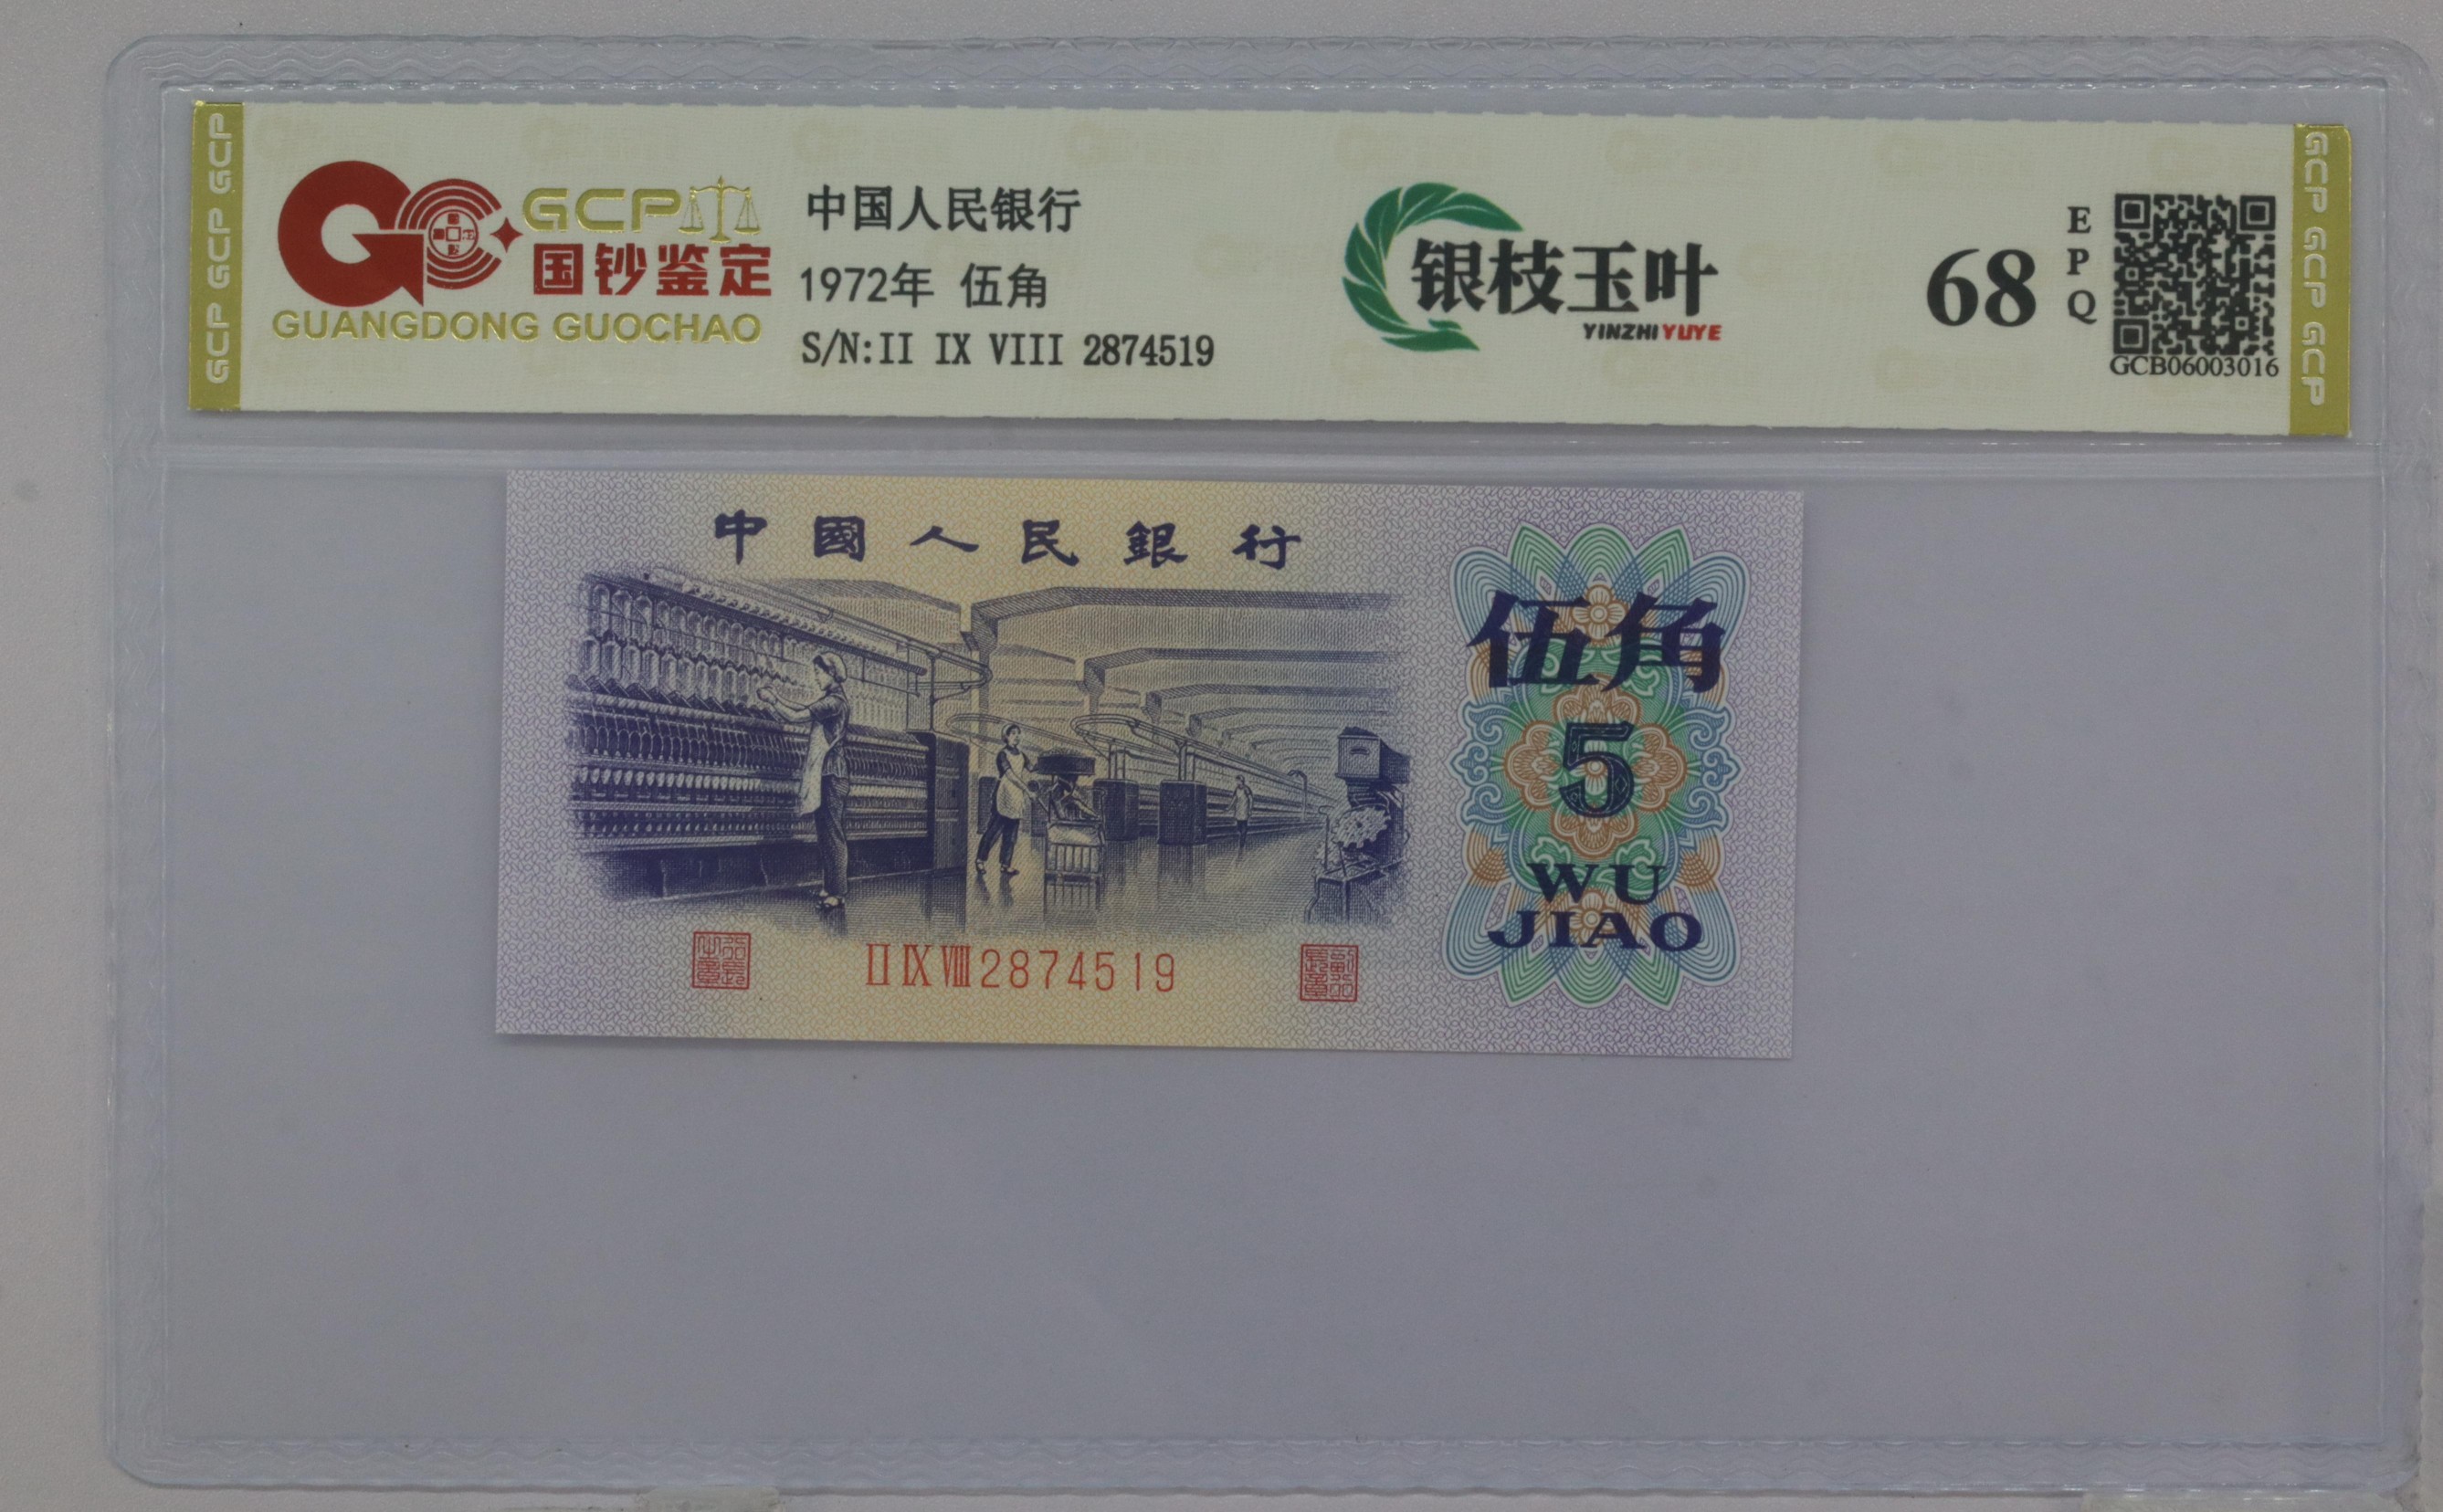 GCP GCP GCP
GCP
国钞鉴定
GUANGDONG GUOCHAO
中国人民银行
1972年 伍角
S/N:II IX VIII 2874519
银枝玉叶
YINZHIYUYE
68
EPQ
GCB06003016
GCP GCP GCP
中國人民銀行
伍角
5
WU
JIAO
II IX VIII 2874519